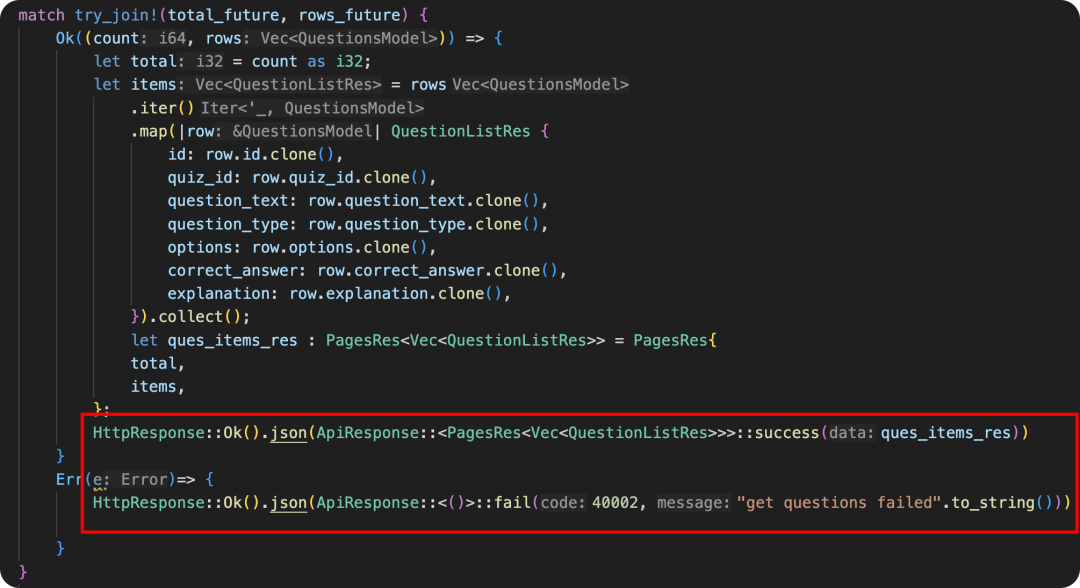 match try_join!(total_future, rows_future) {
Ok((count: i64, rows: Vec<QuestionsModel>)) => {
let total: i32 = count as i32;
let items: Vec<QuestionListRes> = rows Vec<QuestionsModel>
.iter() Iter<'_, QuestionsModel>
.map(|row: &QuestionsModel| QuestionListRes {
id: row.id.clone(),
quiz_id: row.quiz_id.clone(),
question_text: row.question_text.clone(),
question_type: row.question_type.clone(),
options: row.options.clone(),
correct_answer: row.correct_answer.clone(),
explanation: row.explanation.clone(),
}).collect();
let ques_items_res : PagesRes<Vec<QuestionListRes>> = PagesRes{
total,
items,
};
HttpResponse::Ok().json(ApiResponse::<PagesRes<Vec<QuestionListRes>>>::success(data: ques_items_res))
}
Err(e: Error)=> {
HttpResponse::Ok().json(ApiResponse::<()>::fail(code: 40002, message: "get questions failed".to_string()))
}
}